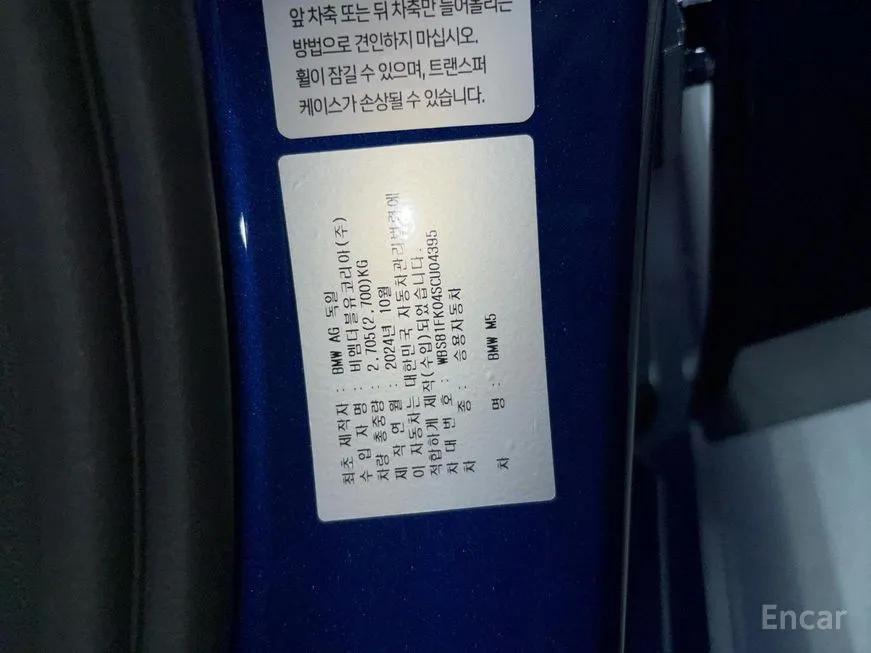 앞 차축 또는 뒤 차축만 들어올리는
방법으로 견인하지 마십시오.
휠이 잠길 수 있으며, 트랜스퍼
케이스가 손상될 수 있습니다.
최초 제작자 : BMW AG 독일
수 입 자 명 : 비엠더블유코리아(주)
차량 총중량 : 2,705(2,700)KG
제 작 연 월 : 2024년 10월
이 자동차는 대한민국 자동차관리법령에
적합하게 제작(수입)되었습니다.
차 대 번 호 : WBS81FK04SCU04395
차 종 : 승용자동차
차 명 : BMW M5
Encar